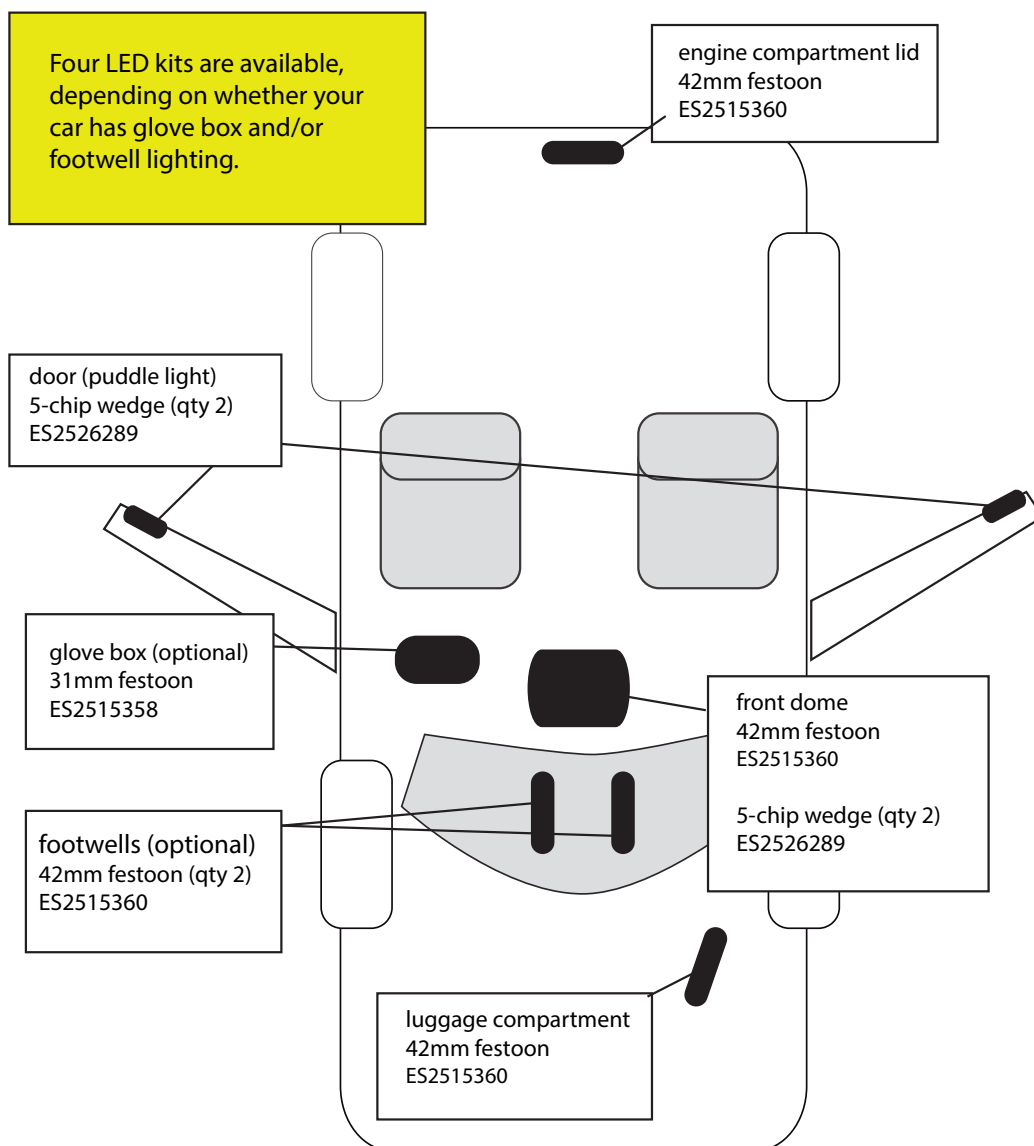 Four LED kits are available,
depending on whether your
car has glove box and/or
footwell lighting.
engine compartment lid
42mm festoon
ES2515360
door (puddle light)
5-chip wedge (qty 2)
ES2526289
glove box (optional)
31mm festoon
ES2515358
front dome
42mm festoon
ES2515360
5-chip wedge (qty 2)
ES2526289
footwells (optional)
42mm festoon (qty 2)
ES2515360
luggage compartment
42mm festoon
ES2515360